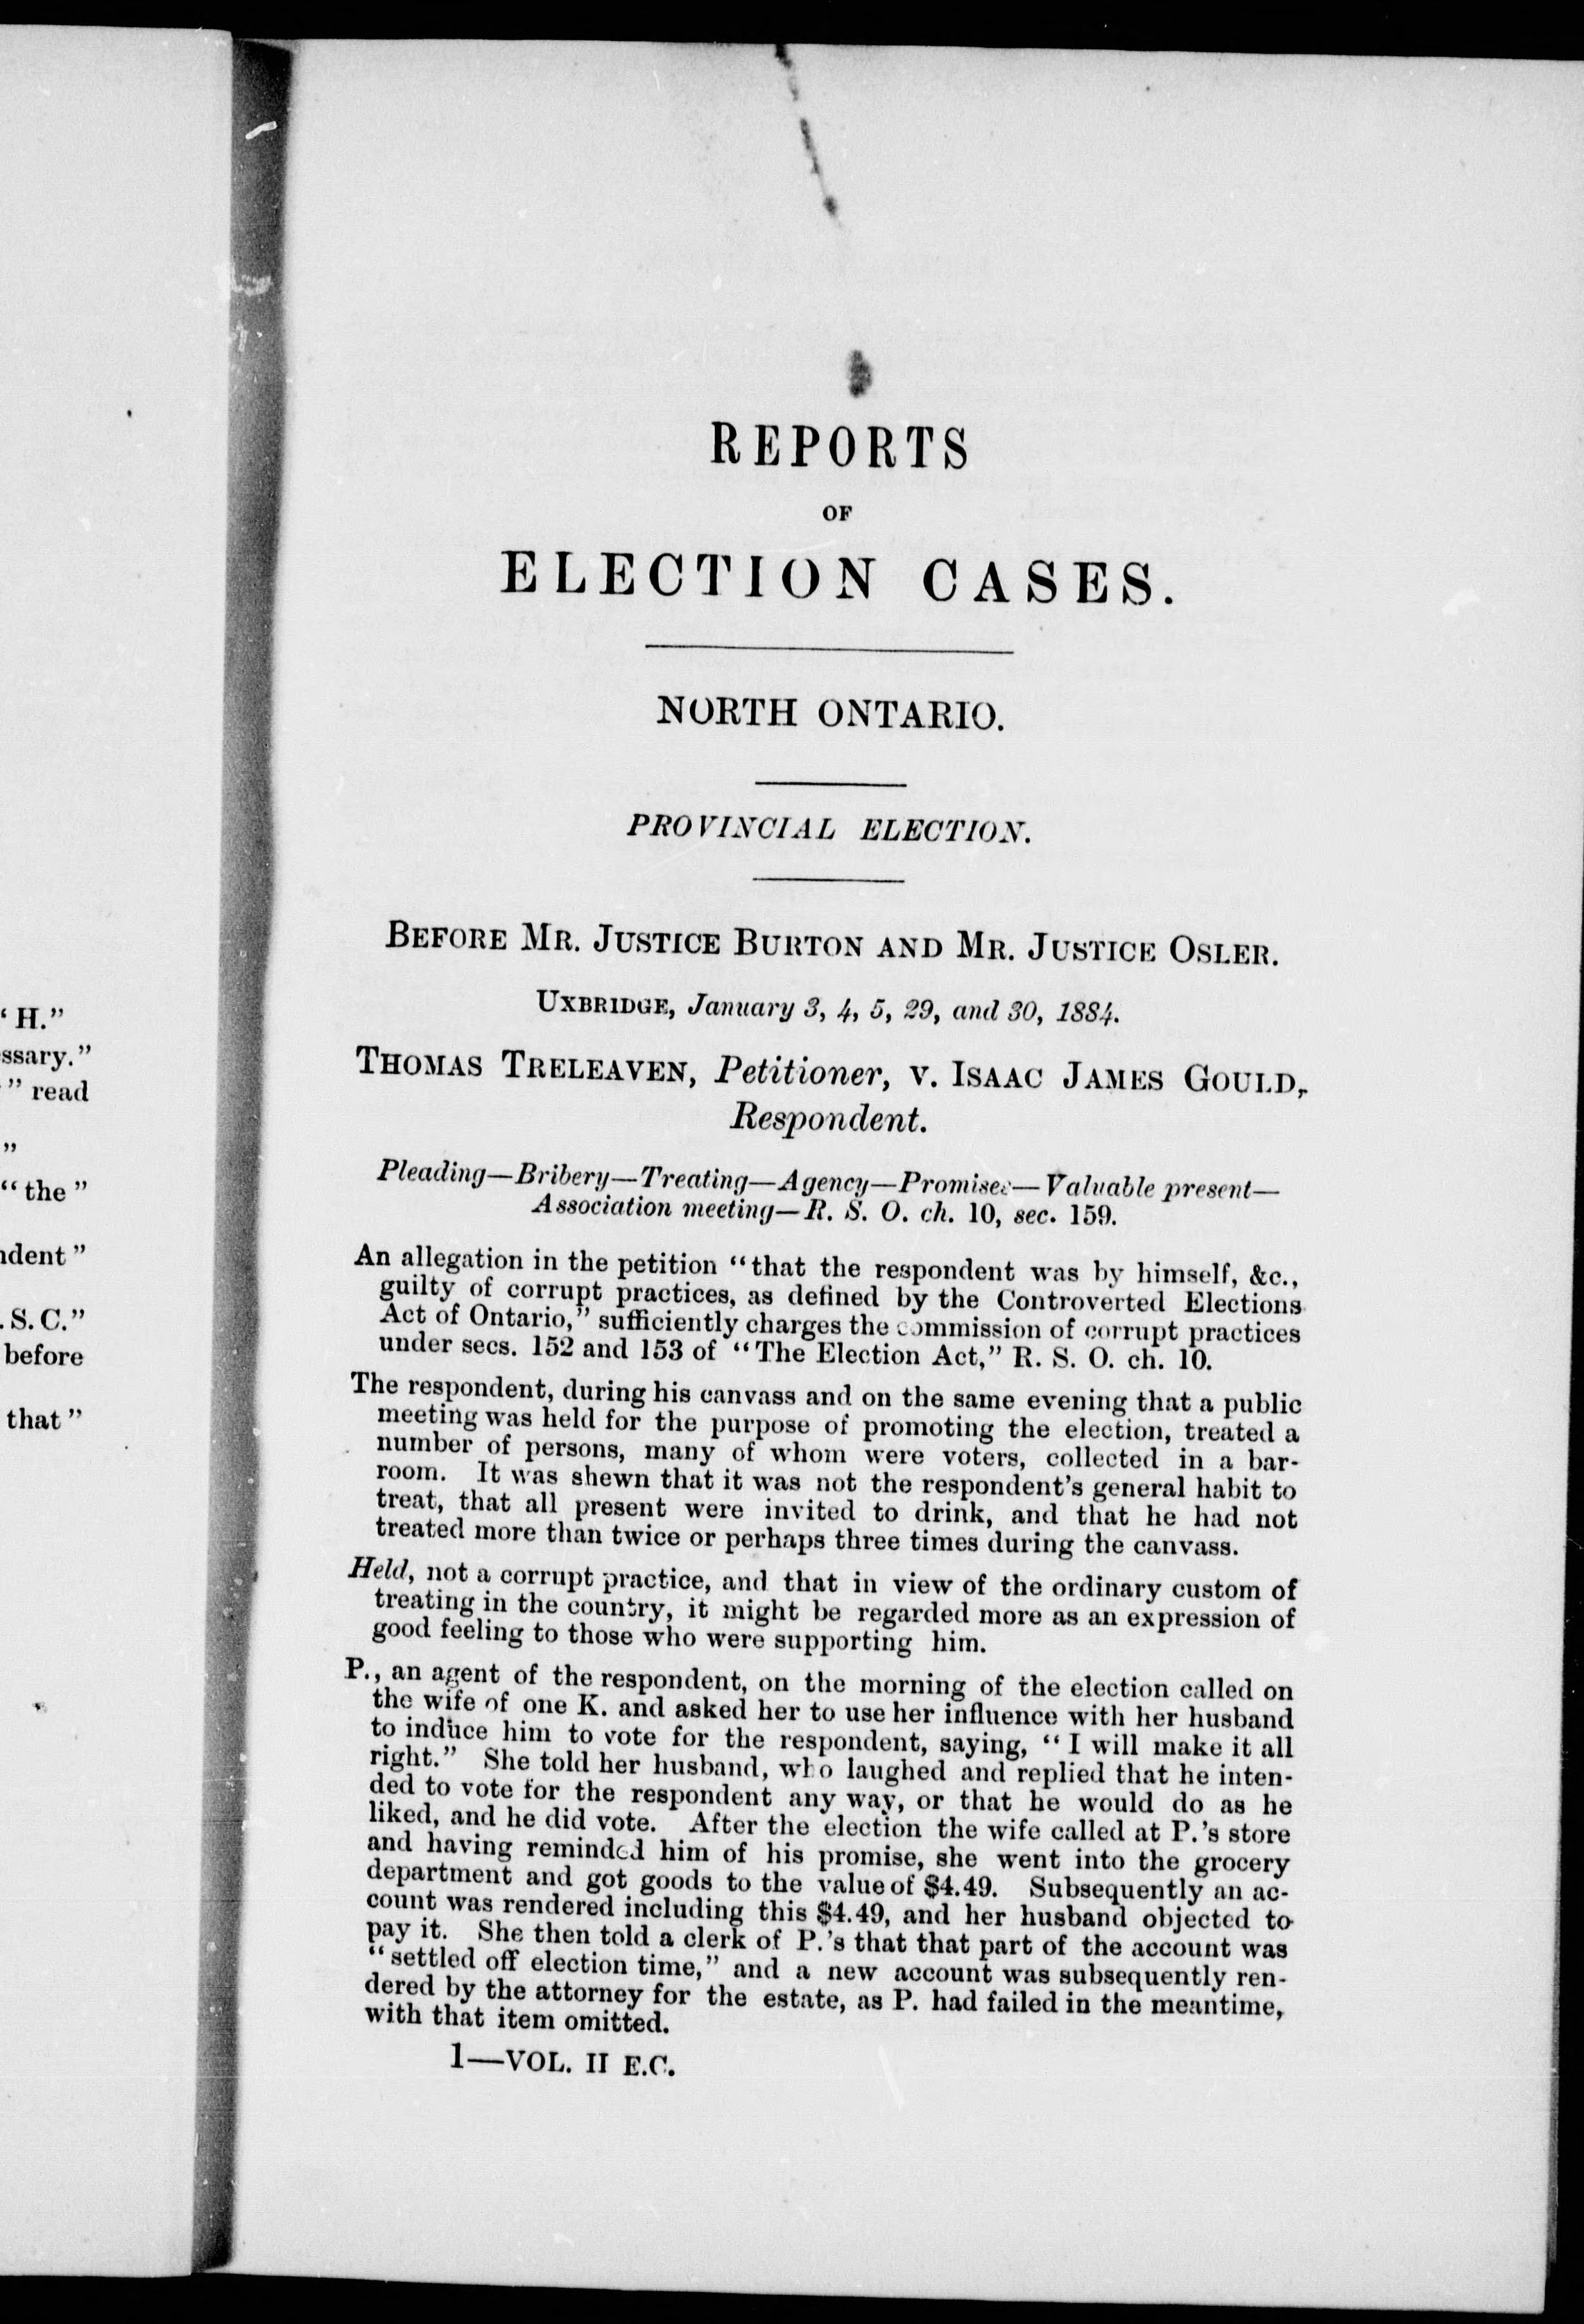 ‘ H.”
ssary.”
” read
”
“ the ”
dent ”
. S. C.”
before
that ”
REPORTS
OF
ELECTION CASES.
NORTH ONTARIO.
PROVINCIAL ELECTION.
BEFORE MR. JUSTICE BURTON AND MR. JUSTICE OSLER.
UXBRIDGE, January 3, 4, 5, 29, and 30, 1884.
THOMAS TRELEAVEN, Petitioner, v. ISAAC JAMES GOULD,
Respondent.
Pleading—Bribery—Treating—Agency—Promises—Valuable present—
Association meeting—R. S. O. ch. 10, sec. 159.
An allegation in the petition “that the respondent was by himself, &c.,
guilty of corrupt practices, as defined by the Controverted Elections
Act of Ontario,” sufficiently charges the commission of corrupt practices
under secs. 152 and 153 of “The Election Act,” R. S. O. ch. 10.
The respondent, during his canvass and on the same evening that a public
meeting was held for the purpose of promoting the election, treated a
number of persons, many of whom were voters, collected in a bar-
room. It was shewn that it was not the respondent’s general habit to
treat, that all present were invited to drink, and that he had not
treated more than twice or perhaps three times during the canvass.
Held, not a corrupt practice, and that in view of the ordinary custom of
treating in the country, it might be regarded more as an expression of
good feeling to those who were supporting him.
P., an agent of the respondent, on the morning of the election called on
the wife of one K. and asked her to use her influence with her husband
to induce him to vote for the respondent, saying, “ I will make it all
right.” She told her husband, who laughed and replied that he inten-
ded to vote for the respondent any way, or that he would do as he
liked, and he did vote. After the election the wife called at P.’s store
and having reminded him of his promise, she went into the grocery
department and got goods to the value of $4.49. Subsequently an ac-
count was rendered including this $4.49, and her husband objected to
pay it. She then told a clerk of P.’s that that part of the account was
“settled off election time,” and a new account was subsequently ren-
dered by the attorney for the estate, as P. had failed in the meantime,
with that item omitted.
1—VOL. II E.C.